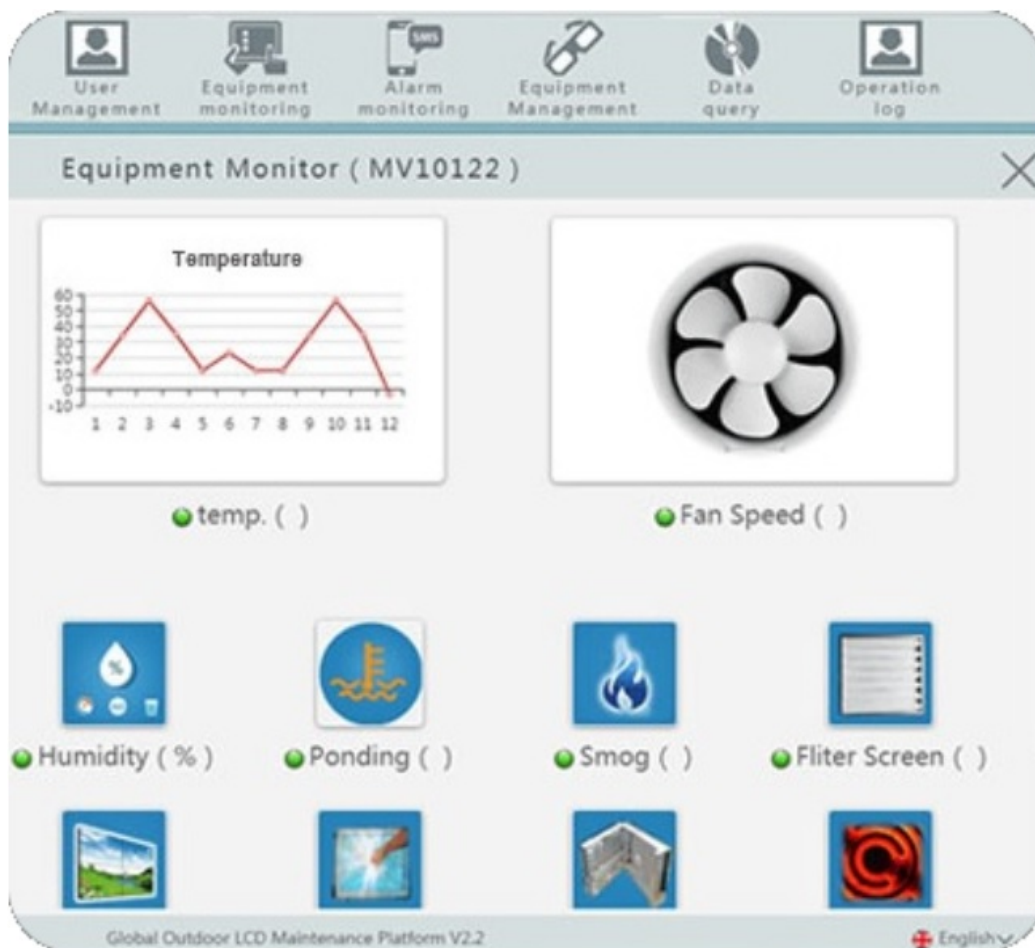 User Management
Equipment monitoring
Alarm monitoring
Equipment Management
Data query
Operation log
SMS
Equipment Monitor ( MV10122 )
Temperature
60
50
40
30
20
10
0
-10
1 2 3 4 5 6 7 8 9 10 11 12
temp. ( )
Fan Speed ( )
%
Humidity ( % )
Ponding ( )
Smog ( )
Fliter Screen ( )
Global Outdoor LCD Maintenance Platform V2.2
English